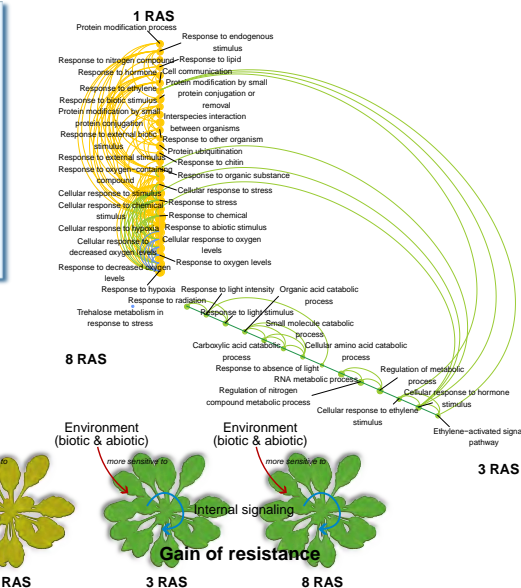 1 RAS
Protein modification process
Response to endogenous
stimulus
Response to nitrogen compound
Response to lipid
Response to hormone
Cell communication
Response to ethylene
Protein modification by small
protein conjugation or
removal
Response to biotic stimulus
Protein modification by small
protein conjugation
Interspecies interaction
between organisms
Response to external biotic
stimulus
Response to other organism
Protein ubiquitination
Response to external stimulus
Response to chitin
Response to oxygen−containing
compound
Response to organic substance
Cellular response to stimulus
Cellular response to stress
Response to stress
Cellular response to chemical
stimulus
Response to chemical
Cellular response to hypoxia
Response to abiotic stimulus
Cellular response to
decreased oxygen levels
Cellular response to oxygen
levels
Response to oxygen levels
Response to decreased oxygen
levels
Response to hypoxia
Response to light intensity
Organic acid catabolic
process
Response to radiation
Trehalose metabolism in
response to stress
Response to light stimulus
Small molecule catabolic
process
8 RAS
Carboxylic acid catabolic
process
Cellular amino acid catabolic
process
Response to absence of light
RNA metabolic process
Regulation of metabolic
process
Regulation of nitrogen
compound metabolic process
Cellular response to hormone
stimulus
Cellular response to ethylene
stimulus
Ethylene−activated signa
pathway
3 RAS
Environment
(biotic & abiotic)
Environment
(biotic & abiotic)
to
more sensitive to
more sensitive to
Internal signaling
Gain of resistance
RAS
3 RAS
8 RAS